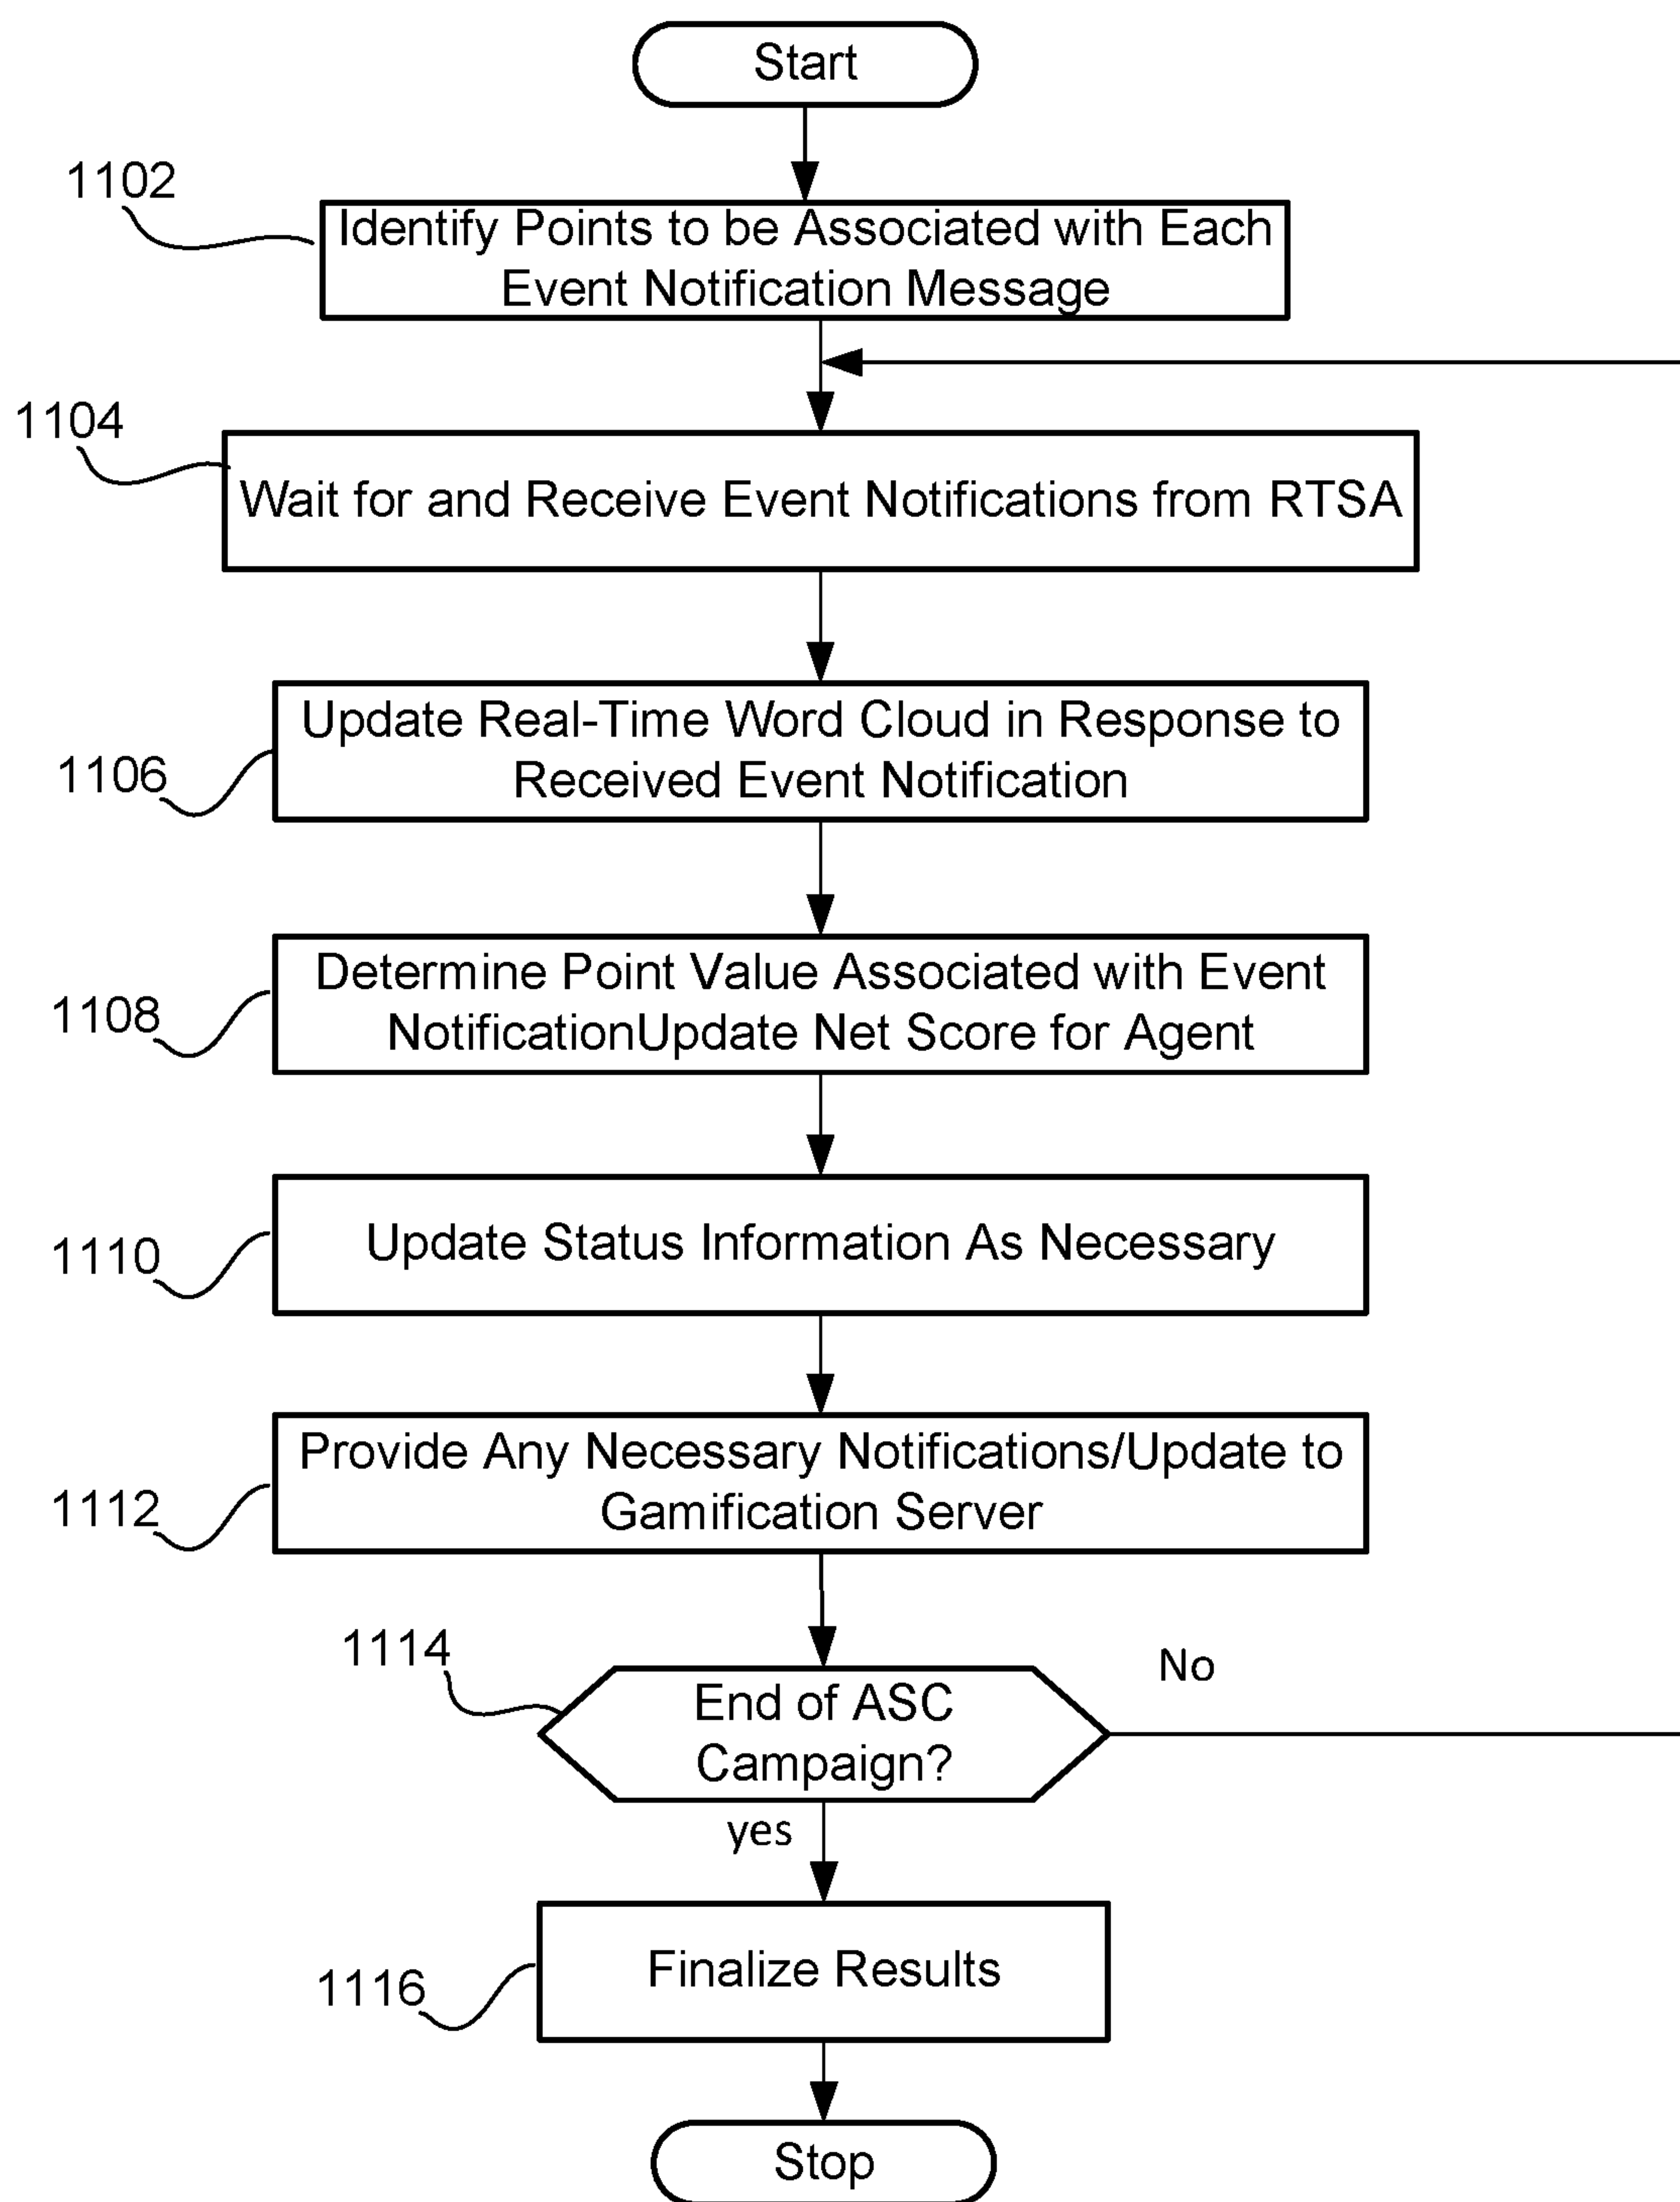 Start
1102
Identify Points to be Associated with Each
Event Notification Message
1104
Wait for and Receive Event Notifications from RTSA
Update Real-Time Word Cloud in Response to
Received Event Notification
1106
Determine Point Value Associated with Event
NotificationUpdate Net Score for Agent
1108
Update Status Information As Necessary
1110
Provide Any Necessary Notifications/Update to
Gamification Server
1112
1114
End of ASC
Campaign?
No
yes
Finalize Results
1116
Stop